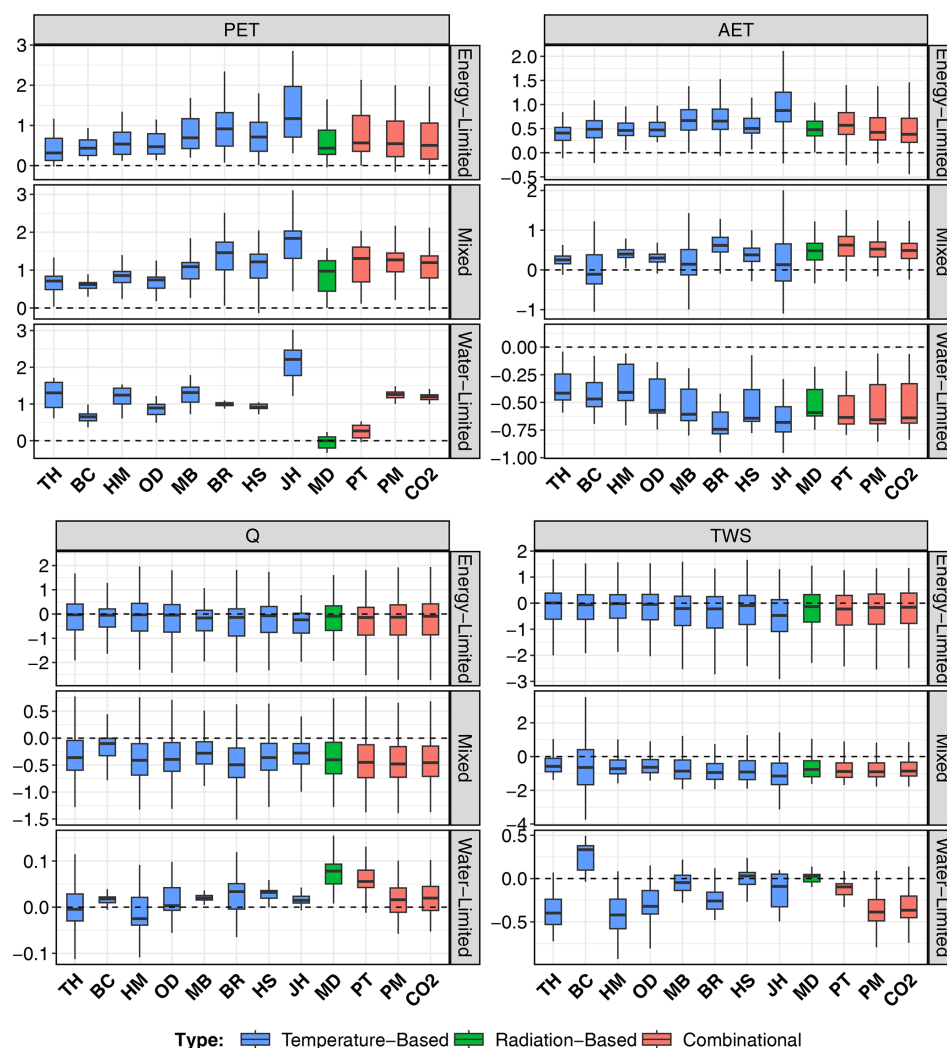 PET
3
2
1
0
Energy−Limited
3
2
1
0
Mixed
3
2
1
0
Water−Limited
TH BC HM OD MB BR HS JH MD PT PM CO2
AET
2.0
1.5
1.0
0.5
0.0
−0.5
Energy−Limited
2
1
0
−1
Mixed
0.00
−0.25
−0.50
−0.75
−1.00
Water−Limited
TH BC HM OD MB BR HS JH MD PT PM CO2
Q
2
1
0
−1
−2
Energy−Limited
0.5
0.0
−0.5
−1.0
−1.5
Mixed
0.1
0.0
−0.1
Water−Limited
TH BC HM OD MB BR HS JH MD PT PM CO2
TWS
2
1
0
−1
−2
−3
Energy−Limited
2
0
−2
−4
Mixed
0.5
0.0
−0.5
Water−Limited
TH BC HM OD MB BR HS JH MD PT PM CO2
Type: Temperature−Based Radiation−Based Combinational